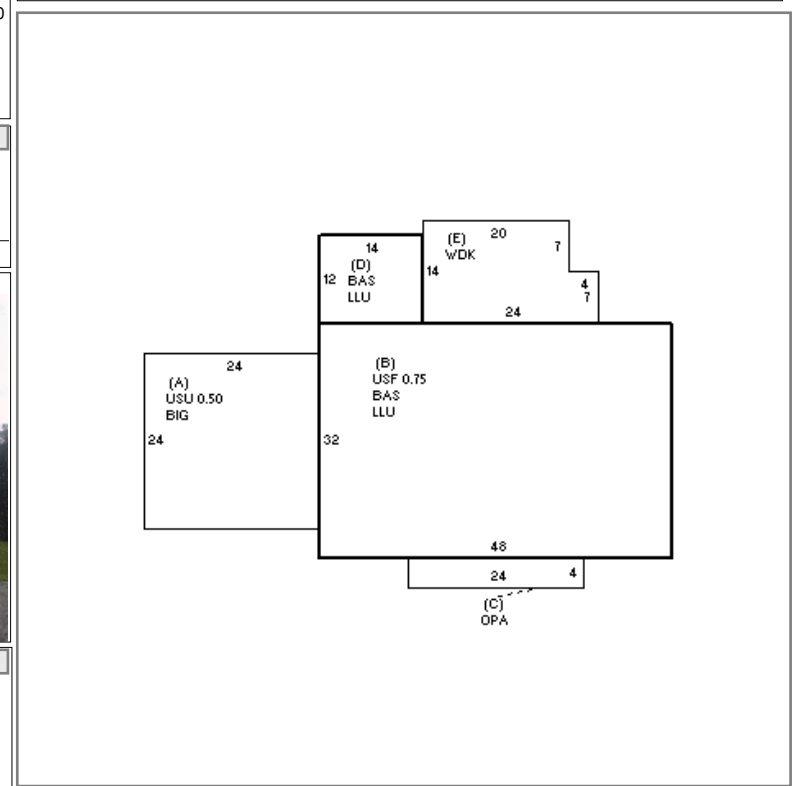 20
(E)
WDK
7
14
14
(D)
12 BAS
LLU
4
7
24
24
(A)
USU 0.50
BIG
24
(B)
USF 0.75
BAS
LLU
32
48
24
4
(C)
OPA